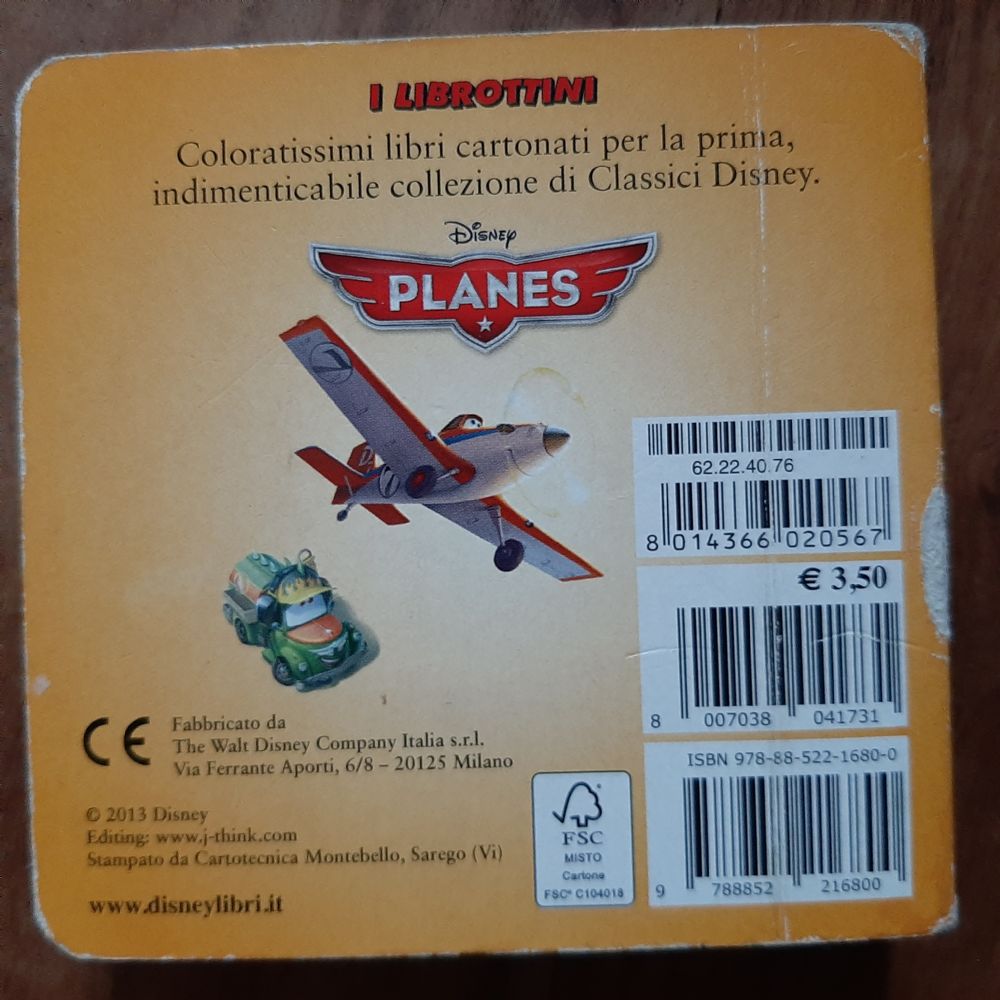 I LIBROTTINI
Coloratissimi libri cartonati per la prima,
indimenticabile collezione di Classici Disney.
Disney
PLANES
7
7
62.22.40.76
8 014366 020567
€ 3,50
8 007038 041731
CE
Fabbricato da
The Walt Disney Company Italia s.r.l.
Via Ferrante Aporti, 6/8 – 20125 Milano
© 2013 Disney
Editing: www.j-think.com
Stampato da Cartotecnica Montebello, Sarego (Vi)
www.disneylibri.it
FSC
MISTO
Cartone
FSC® C104018
ISBN 978-88-522-1680-0
9 788852 216800